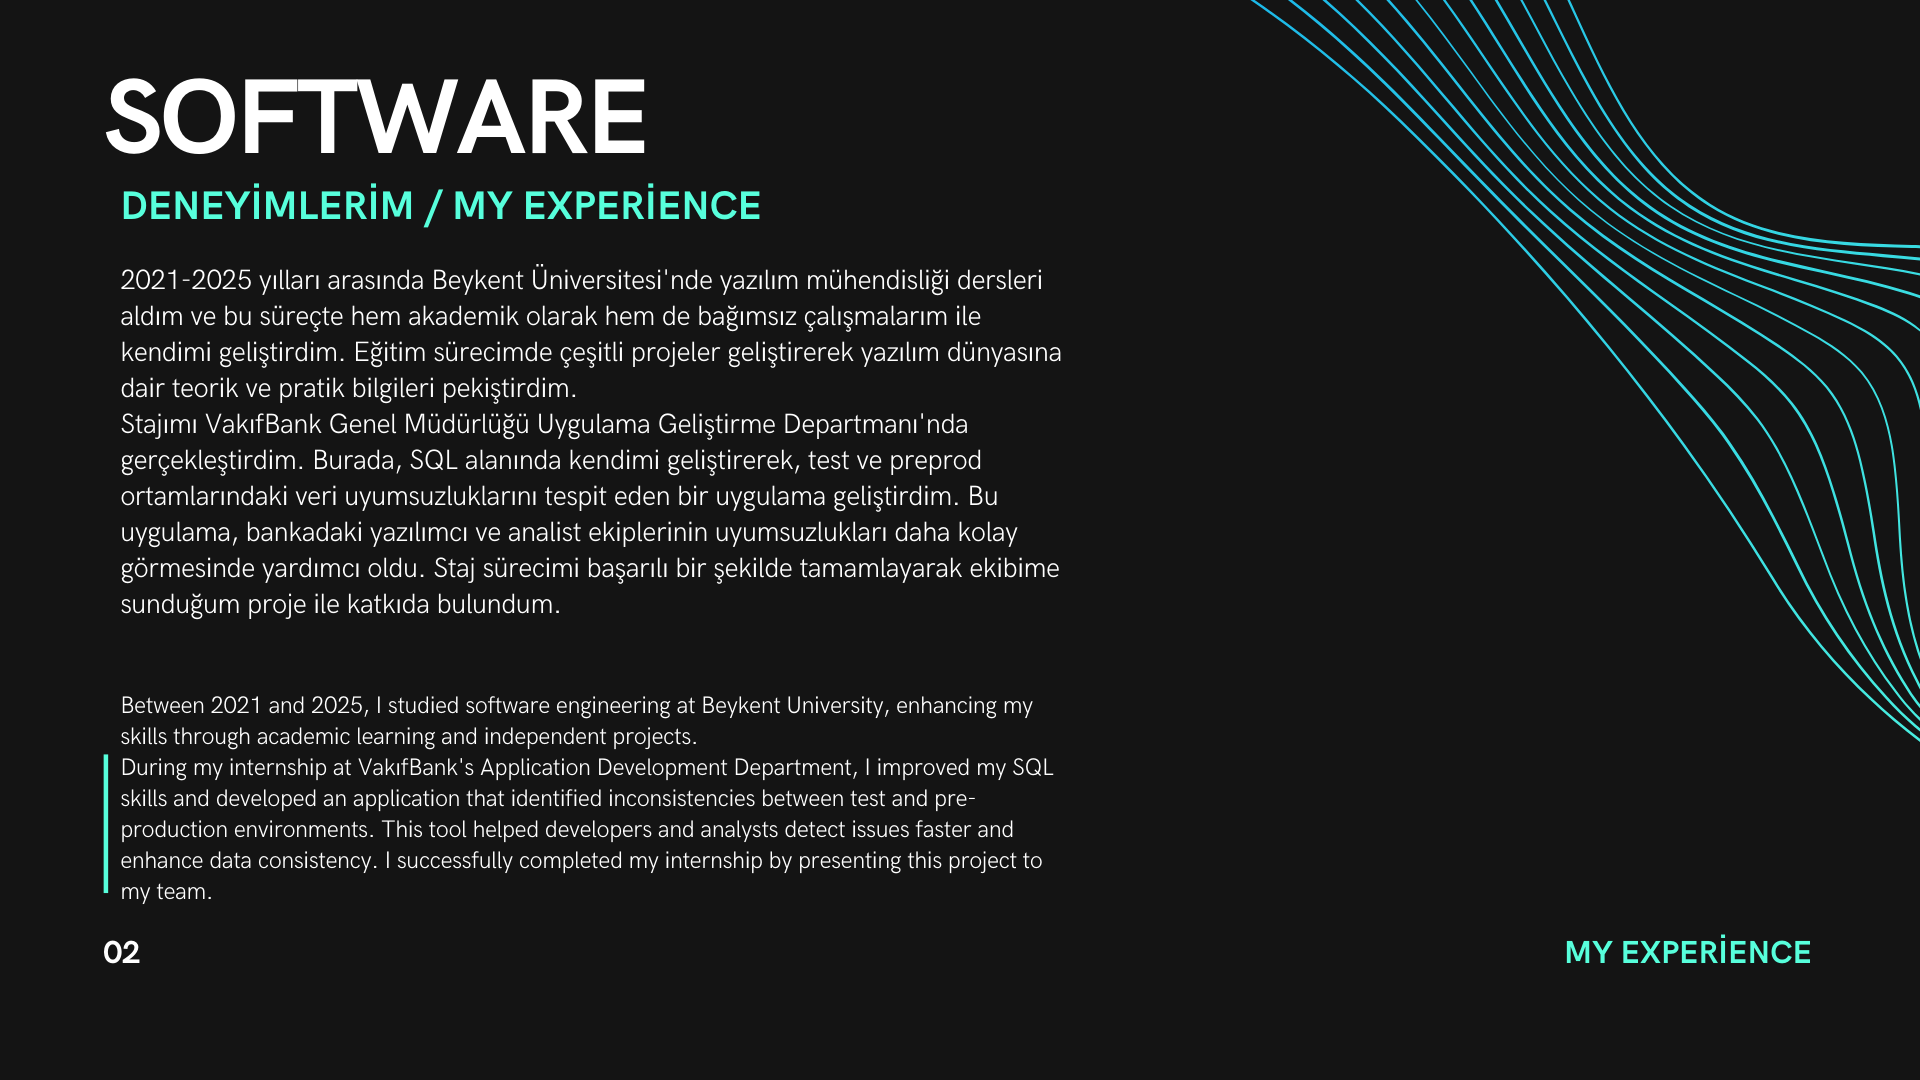 SOFTWARE
DENEYİMLERİM / MY EXPERİENCE
2021-2025 yılları arasında Beykent Üniversitesi'nde yazılım mühendisliği dersleri
aldım ve bu süreçte hem akademik olarak hem de bağımsız çalışmalarım ile
kendimi geliştirdim. Eğitim sürecimde çeşitli projeler geliştirerek yazılım dünyasına
dair teorik ve pratik bilgileri pekiştirdim.
Stajımı VakıfBank Genel Müdürlüğü Uygulama Geliştirme Departmanı'nda
gerçekleştirdim. Burada, SQL alanında kendimi geliştirerek, test ve preprod
ortamlarındaki veri uyumsuzluklarını tespit eden bir uygulama geliştirdim. Bu
uygulama, bankadaki yazılımcı ve analist ekiplerinin uyumsuzlukları daha kolay
görmesinde yardımcı oldu. Staj sürecimi başarılı bir şekilde tamamlayarak ekibime
sunduğum proje ile katkıda bulundum.
Between 2021 and 2025, I studied software engineering at Beykent University, enhancing my
skills through academic learning and independent projects.
During my internship at VakıfBank's Application Development Department, I improved my SQL
skills and developed an application that identified inconsistencies between test and pre-
production environments. This tool helped developers and analysts detect issues faster and
enhance data consistency. I successfully completed my internship by presenting this project to
my team.
02
MY EXPERİENCE